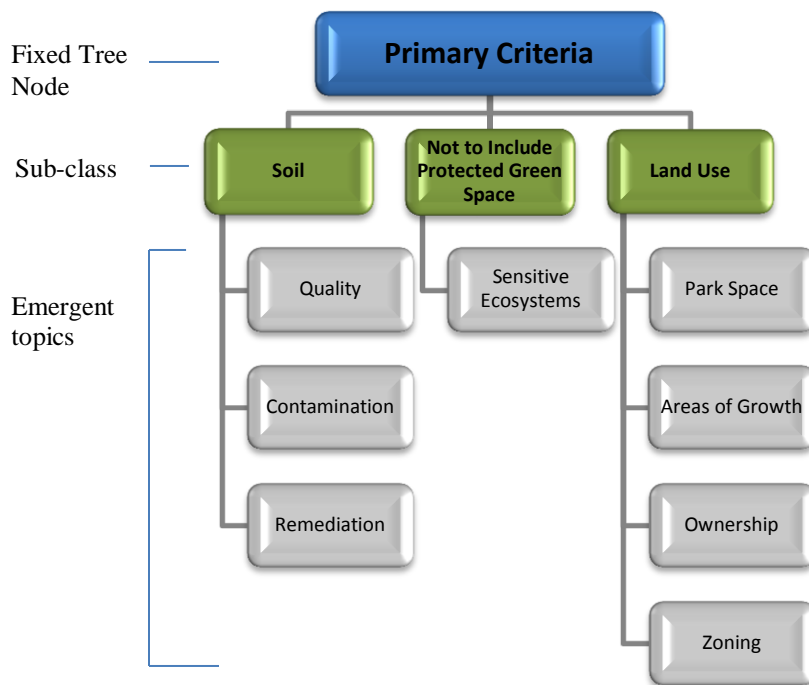 Fixed Tree
Node
Primary Criteria
Sub-class
Soil
Not to Include
Protected Green
Space
Land Use
Emergent
topics
Quality
Sensitive
Ecosystems
Park Space
Contamination
Areas of Growth
Remediation
Ownership
Zoning